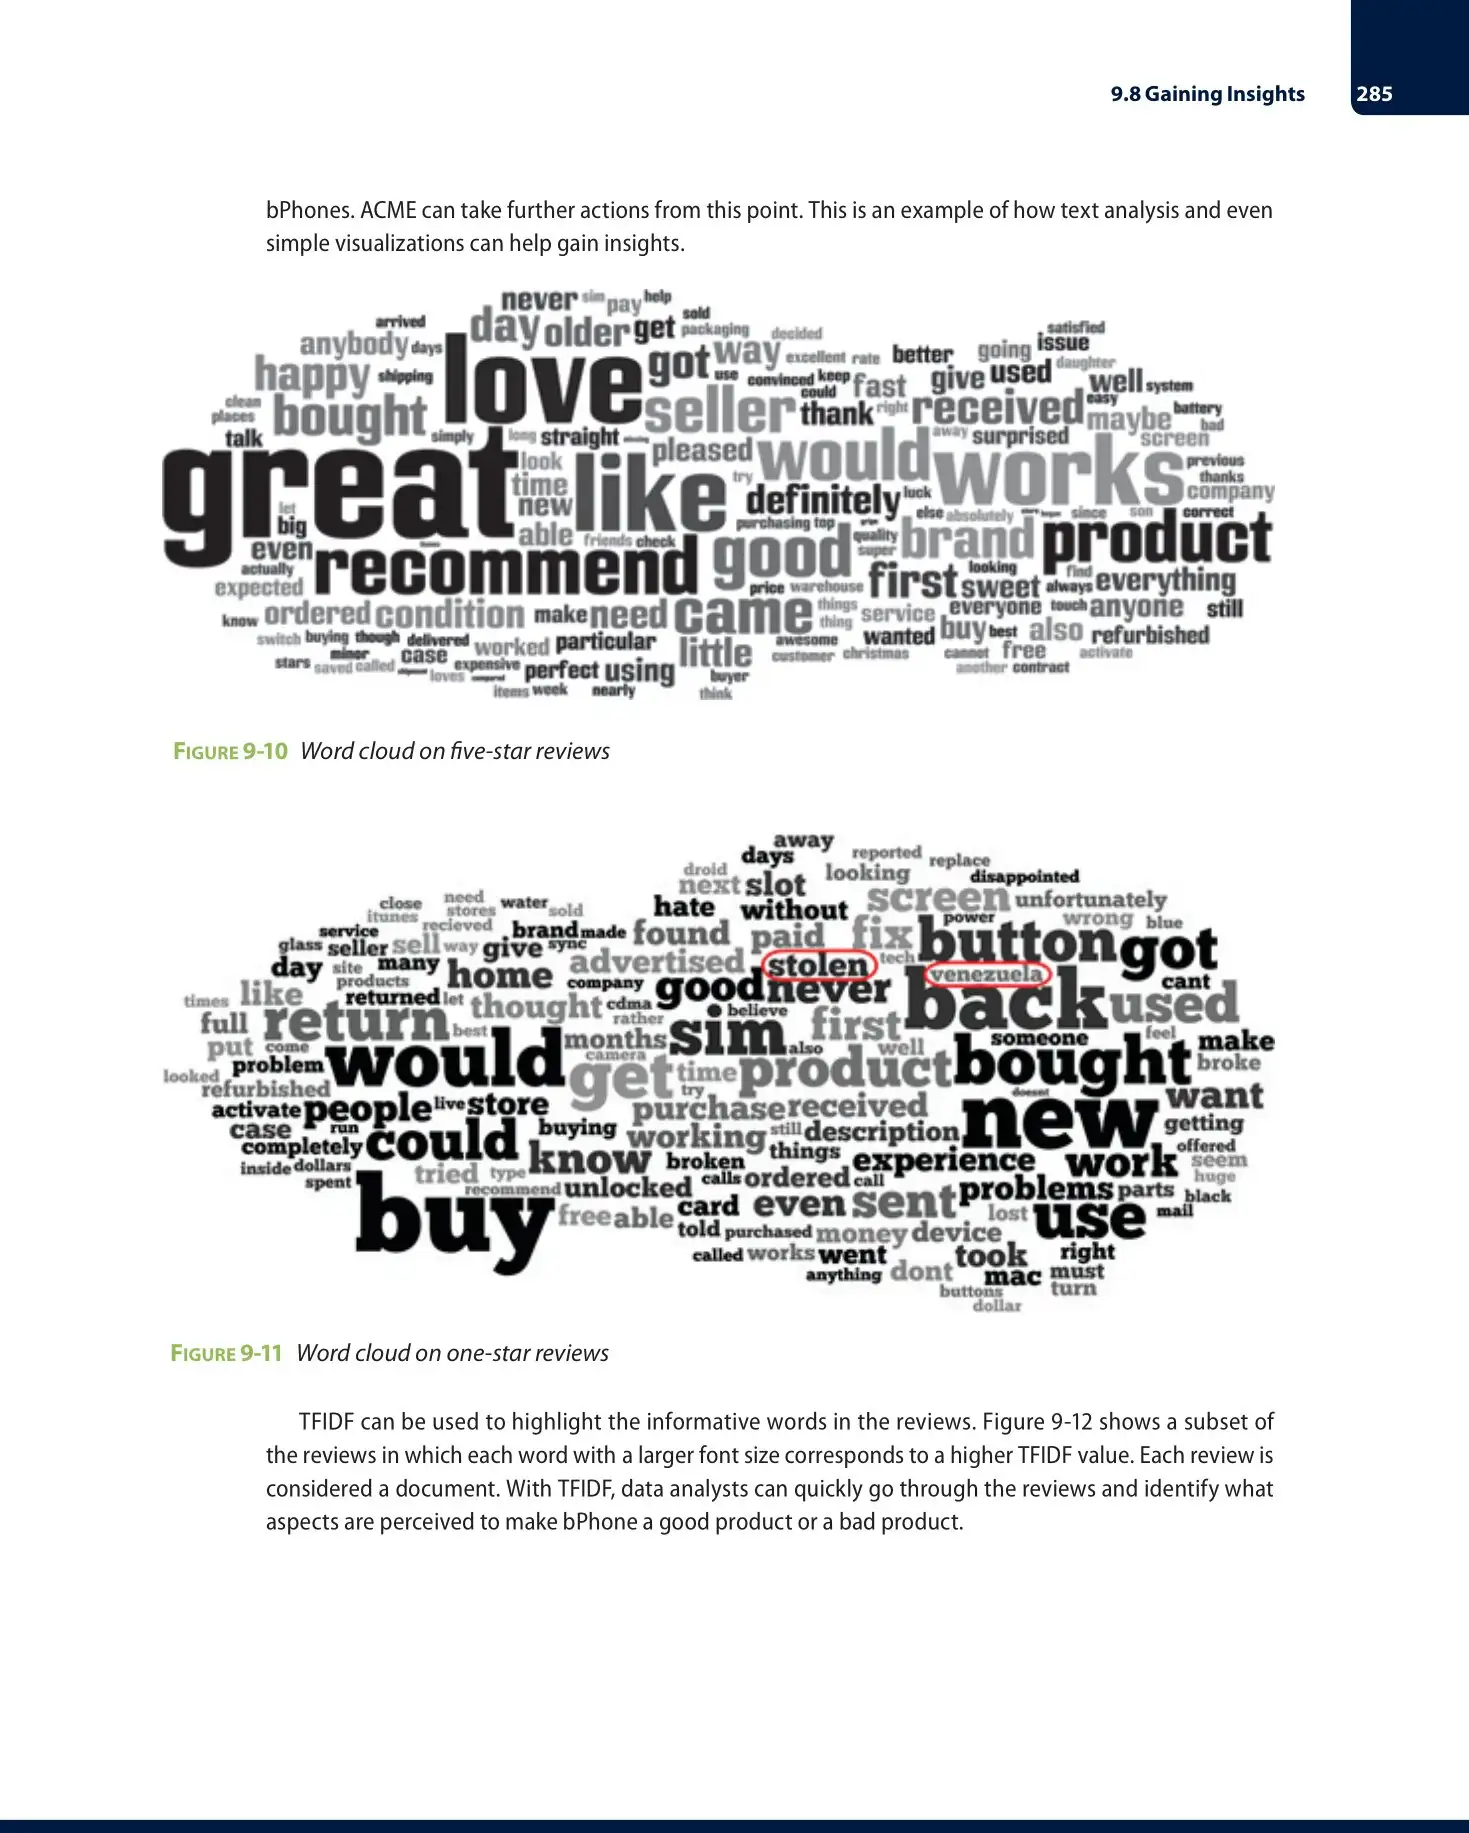 9.8 Gaining Insights 285
bPhones. ACME can take further actions from this point. This is an example of how text analysis and even
simple visualizations can help gain insights.
never sim pay help
arrived day older get sold packaging decided satisfied
anybody days love got way excellent rate better going issue daughter
happy shipping use convinced keep could fast give used well system
clean places bought seller thank right received easy maybe battery bad
talk simply long straight pleased would away surprised works screen
great look like try definitely luck previous thanks company
let big time new purchasing top else absolutely since son correct
even able friends check good quality super brand product
actually recommend price warehouse first looking sweet find always everything
expected
know ordered condition make need came things thing service everyone touch anyone still
switch buying though delivered worked particular little awesome wanted buy best also refurbished
stars minor saved called case loves expensive perfect using customer christmas cannot free activate
another contract
items week nearly buyer think
FIGURE 9-10 Word cloud on five-star reviews
away
days reported replace
droid next slot looking disappointed
close need water hate without screen unfortunately
itunes stores sold power wrong blue
service recieved brand made found paid fix button got
glass seller sell way give sync advertised stolen tech venezuela
day site many home company good never back cant
products
times like returned let thought cdma rather believe used
full return best months sim first someone feel make
put come camera also well
problem would get time product bought broke
looked refurbished try doesnt want
activate people live store purchase received new getting
case run buying working still description offered
completely could know broken things experience work seem
inside dollars tried type calls ordered call problems parts huge
spent recommend unlocked card even sent black
buy free able told purchased money device lost use mail
called works went took right
anything dont mac must
buttons turn
dollar
FIGURE 9-11 Word cloud on one-star reviews
TFIDF can be used to highlight the informative words in the reviews. Figure 9-12 shows a subset of
the reviews in which each word with a larger font size corresponds to a higher TFIDF value. Each review is
considered a document. With TFIDF, data analysts can quickly go through the reviews and identify what
aspects are perceived to make bPhone a good product or a bad product.